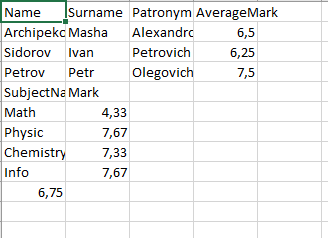 Name Surname Patronym AverageMark
Archipeko Masha Alexandro 6,5
Sidorov Ivan Petrovich 6,25
Petrov Petr Olegovich 7,5
SubjectNa Mark
Math 4,33
Physic 7,67
Chemistry 7,33
Info 7,67
6,75